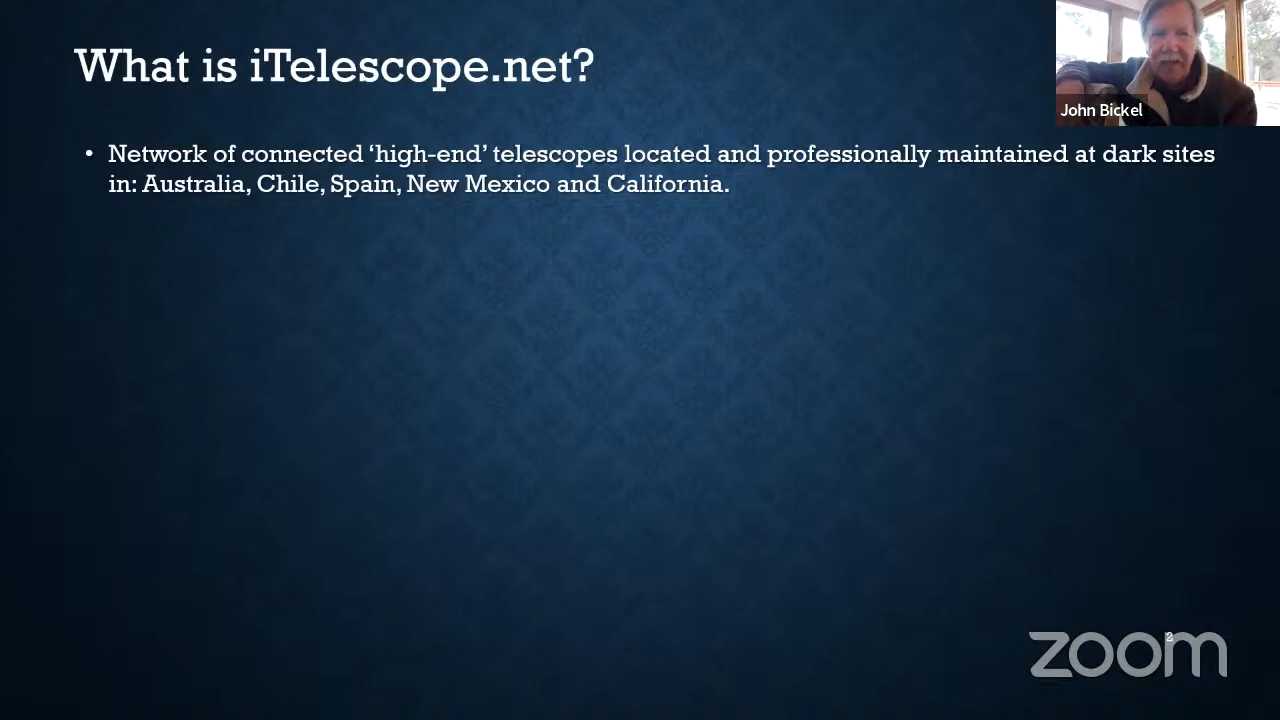 What is iTelescope.net?
John Bickel
• Network of connected ‘high-end’ telescopes located and professionally maintained at dark sites
in: Australia, Chile, Spain, New Mexico and California.
2
zoom